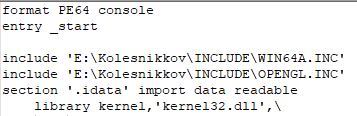 format PE64 console
entry _start

include 'E:\Kolesnikkov\INCLUDE\WIN64A.INC'
include 'E:\Kolesnikkov\INCLUDE\OPENGL.INC'
section '.idata' import data readable
    library kernel,'kernel32.dll',\